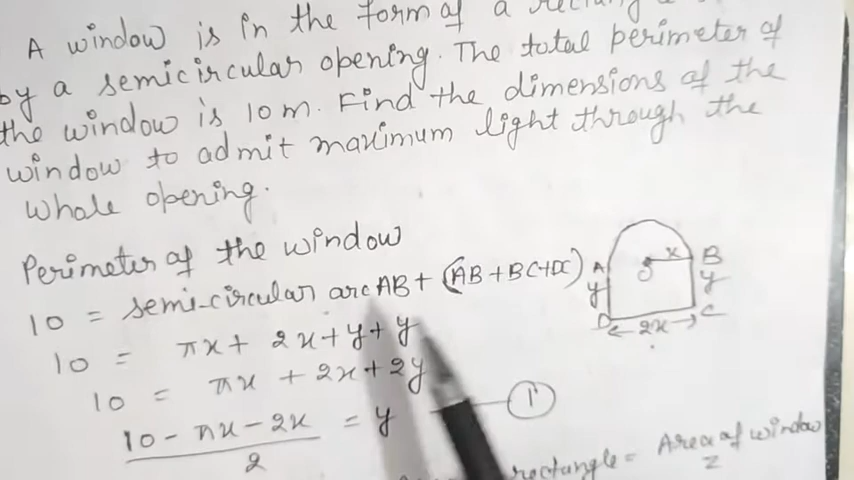 A window is in the form of a rectangle
by a semicircular opening. The total perimeter of
the window is 10m. Find the dimensions of the
window to admit maximum light through the
whole opening.
Perimeter of the window
10 = semi-circular arc AB + (AB + BC + DC)
10 = πx + 2x + y + y
10 = πx + 2x + 2y
10 - πx - 2x / 2 = y 1
A x B
O
y y
D 2x C
rectangle = Area of window
z